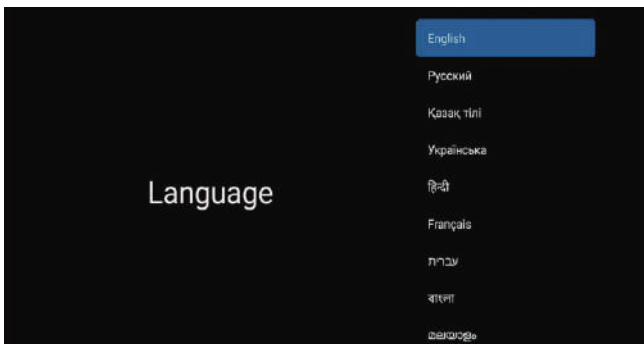 Language
English
Русский
Қазақ тілі
Українська
हिन्दी
Français
עברית
বাংলা
മലയാളം